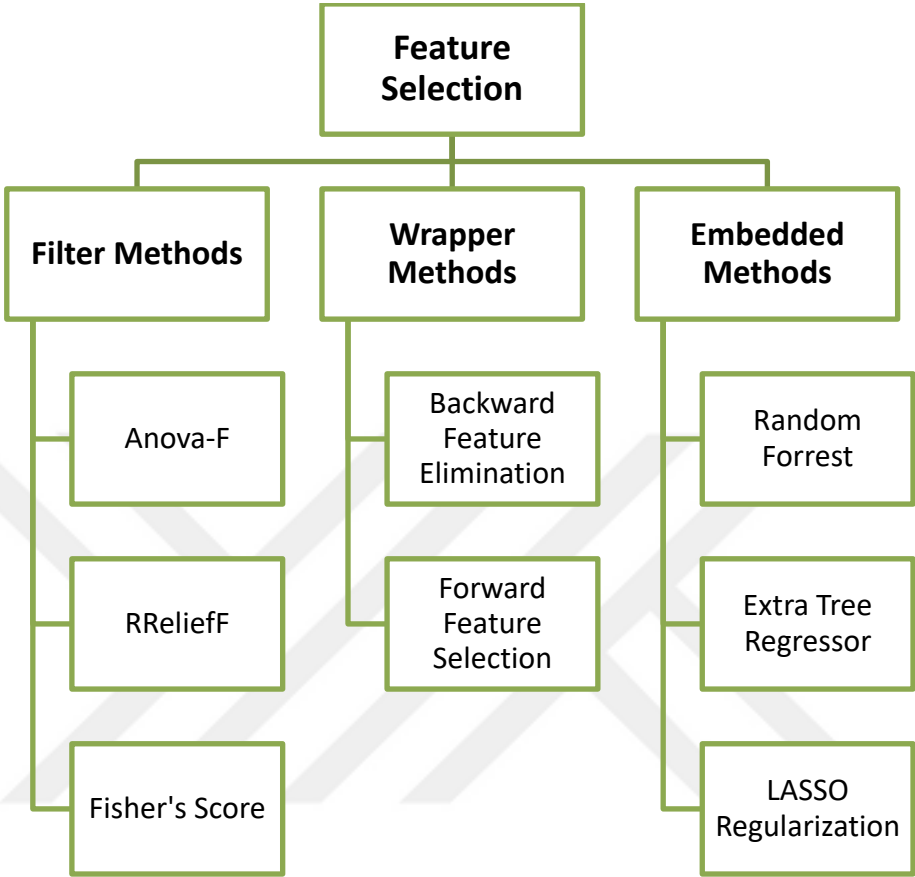 Feature
Selection
Filter Methods
Wrapper
Methods
Embedded
Methods
Anova-F
RReliefF
Fisher's Score
Backward
Feature
Elimination
Forward
Feature
Selection
Random
Forrest
Extra Tree
Regressor
LASSO
Regularization